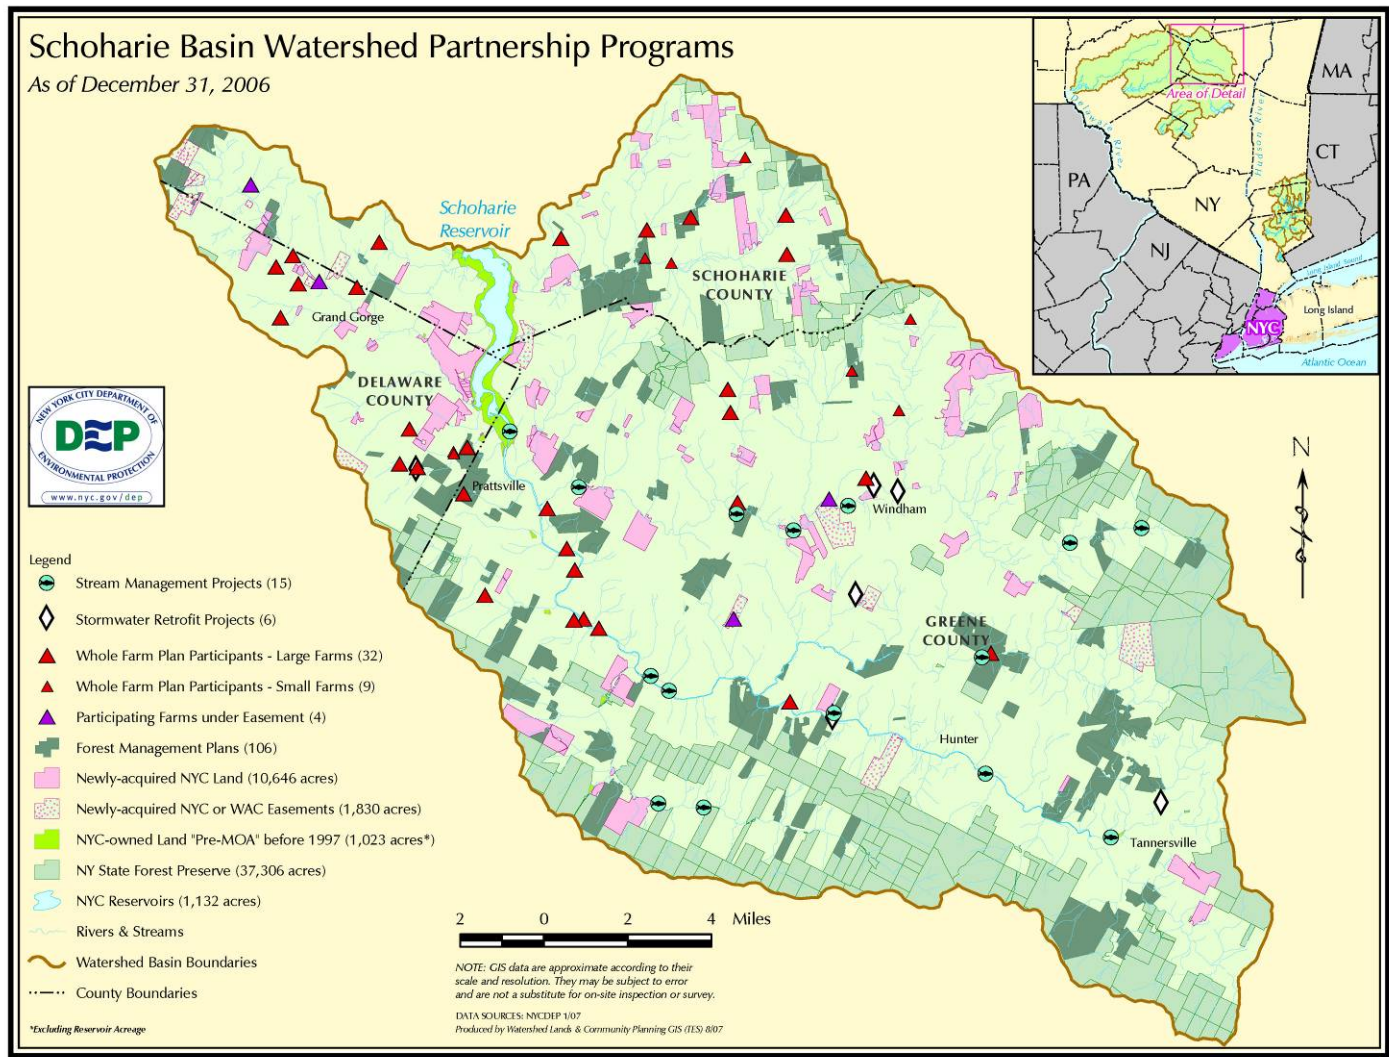 Schoharie Basin Watershed Partnership Programs
As of December 31, 2006
Schoharie
Reservoir
SCHOHARIE
COUNTY
Grand Gorge
DELAWARE
COUNTY
Prattsville
Windham
GREENE
COUNTY
Hunter
Tannersville
Area of Detail
Delaware River
Hudson River
MA
CT
PA
NY
NJ
NYC
Long Island Sound
Long Island
Atlantic Ocean
NEW YORK CITY DEPARTMENT OF
DEP
ENVIRONMENTAL PROTECTION
www.nyc.gov/dep
N
Legend
Stream Management Projects (15)
Stormwater Retrofit Projects (6)
Whole Farm Plan Participants - Large Farms (32)
Whole Farm Plan Participants - Small Farms (9)
Participating Farms under Easement (4)
Forest Management Plans (106)
Newly-acquired NYC Land (10,646 acres)
Newly-acquired NYC or WAC Easements (1,830 acres)
NYC-owned Land "Pre-MOA" before 1997 (1,023 acres*)
NY State Forest Preserve (37,306 acres)
NYC Reservoirs (1,132 acres)
Rivers & Streams
Watershed Basin Boundaries
County Boundaries
*Excluding Reservoir Acreage
2 0 2 4 Miles
NOTE: GIS data are approximate according to their
scale and resolution. They may be subject to error
and are not a substitute for on-site inspection or survey.
DATA SOURCES: NYCDEP 1/07
Produced by Watershed Lands & Community Planning GIS (TES) 8/07